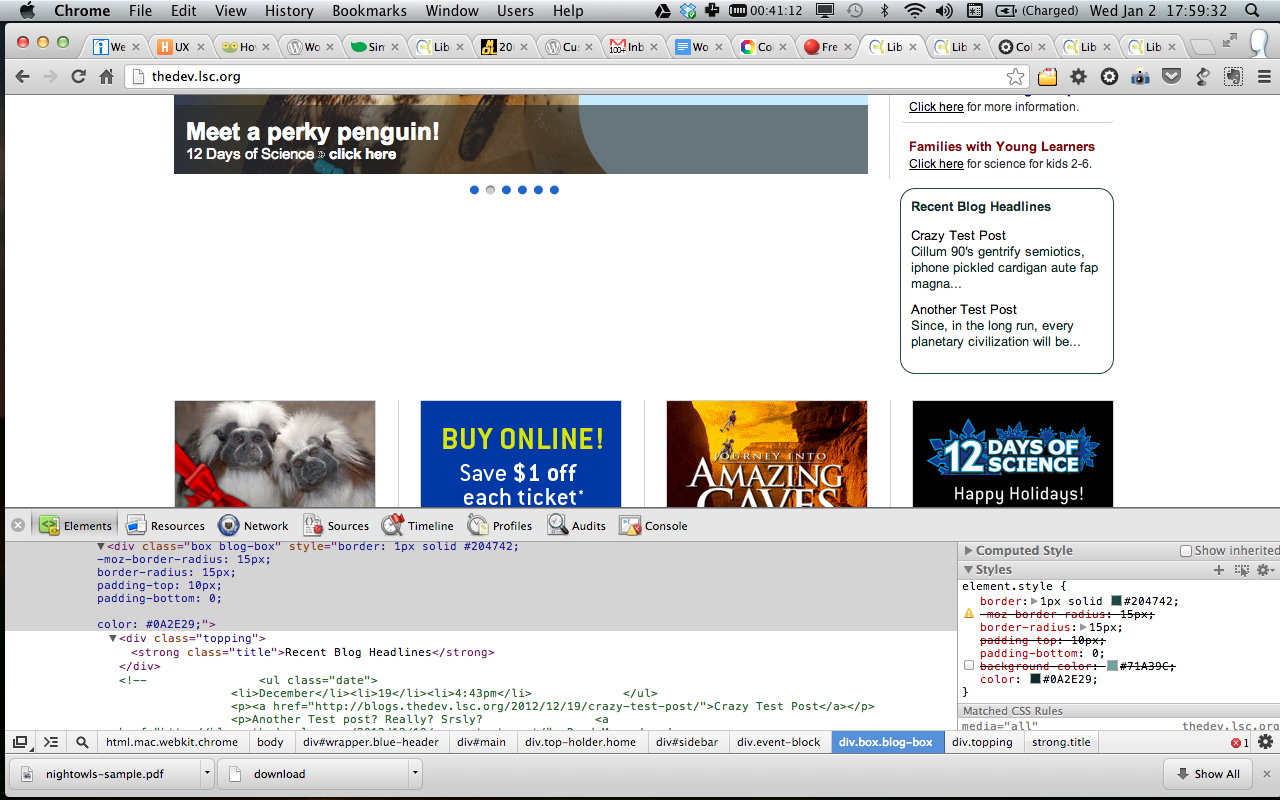 Chrome File Edit View History Bookmarks Window Users Help 00:41:12 (Charged) Wed Jan 2 17:59:32
We UX Ho Wo Sin Lib 20 Cus Inb Wo Co Fre Lib Lib Col Lib Lib
thedev.lsc.org
Click here for more information.
Meet a perky penguin!
12 Days of Science » click here
Families with Young Learners
Click here for science for kids 2-6.
Recent Blog Headlines
Crazy Test Post
Cillum 90's gentrify semiotics,
iphone pickled cardigan aute fap
magna...
Another Test Post
Since, in the long run, every
planetary civilization will be...
BUY ONLINE!
Save $1 off
each ticket*
JOURNEY INTO
AMAZING
CAVES
12 DAYS OF
SCIENCE
Happy Holidays!
Elements Resources Network Sources Timeline Profiles Audits Console
▼<div class="box blog-box" style="border: 1px solid #204742;
-moz-border-radius: 15px;
border-radius: 15px;
padding-top: 10px;
padding-bottom: 0;
color: #0A2E29;">
▼<div class="topping">
<strong class="title">Recent Blog Headlines</strong>
</div>
<!-- <ul class="date">
<li>December</li><li>19</li><li>4:43pm</li> </ul>
<p><a href="http://blogs.thedev.lsc.org/2012/12/19/crazy-test-post/">Crazy Test Post</a></p>
<p>Another Test post? Really? Srsly? <a
▶ Computed Style Show inherited
▼ Styles
element.style {
border:▶1px solid #204742;
-moz-border-radius: 15px;
border-radius:▶15px;
padding-top: 10px;
padding-bottom: 0;
background-color: #71A39C;
color: #0A2E29;
}
Matched CSS Rules
media="all" thedev.lsc.org
html.mac.webkit.chrome body div#wrapper.blue-header div#main div.top-holder.home div#sidebar div.event-block div.box.blog-box div.topping strong.title 1
nightowls-sample.pdf download Show All